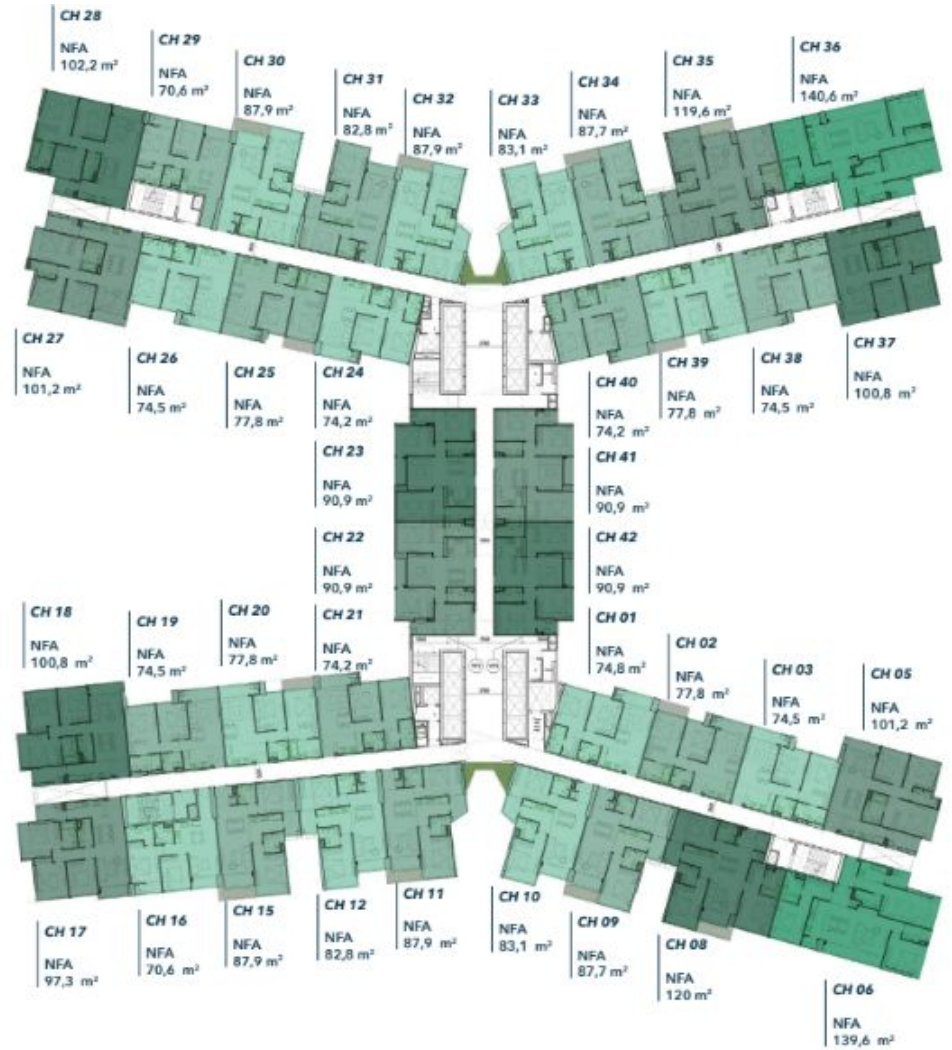 CH 28
NFA
102,2 m²
CH 29
NFA
70,6 m²
CH 30
NFA
87,9 m²
CH 31
NFA
82,8 m²
CH 32
NFA
87,9 m²
CH 33
NFA
83,1 m²
CH 34
NFA
87,7 m²
CH 35
NFA
119,6 m²
CH 36
NFA
140,6 m²
CH 27
NFA
101,2 m²
CH 26
NFA
74,5 m²
CH 25
NFA
77,8 m²
CH 24
NFA
74,2 m²
CH 40
NFA
74,2 m²
CH 39
NFA
77,8 m²
CH 38
NFA
74,5 m²
CH 37
NFA
100,8 m²
CH 23
NFA
90,9 m²
CH 41
NFA
90,9 m²
CH 22
NFA
90,9 m²
CH 42
NFA
90,9 m²
CH 18
NFA
100,8 m²
CH 19
NFA
74,5 m²
CH 20
NFA
77,8 m²
CH 21
NFA
74,2 m²
CH 01
NFA
74,8 m²
CH 02
NFA
77,8 m²
CH 03
NFA
74,5 m²
CH 05
NFA
101,2 m²
CH 17
NFA
97,3 m²
CH 16
NFA
70,6 m²
CH 15
NFA
87,9 m²
CH 12
NFA
82,8 m²
CH 11
NFA
87,9 m²
CH 10
NFA
83,1 m²
CH 09
NFA
87,7 m²
CH 08
NFA
120 m²
CH 06
NFA
139,6 m²